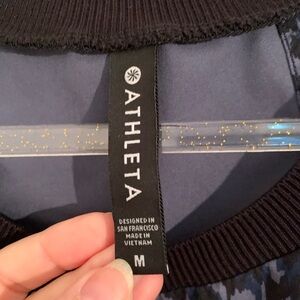 ATHLETA
DESIGNED IN
SAN FRANCISCO
MADE IN
VIETNAM
M